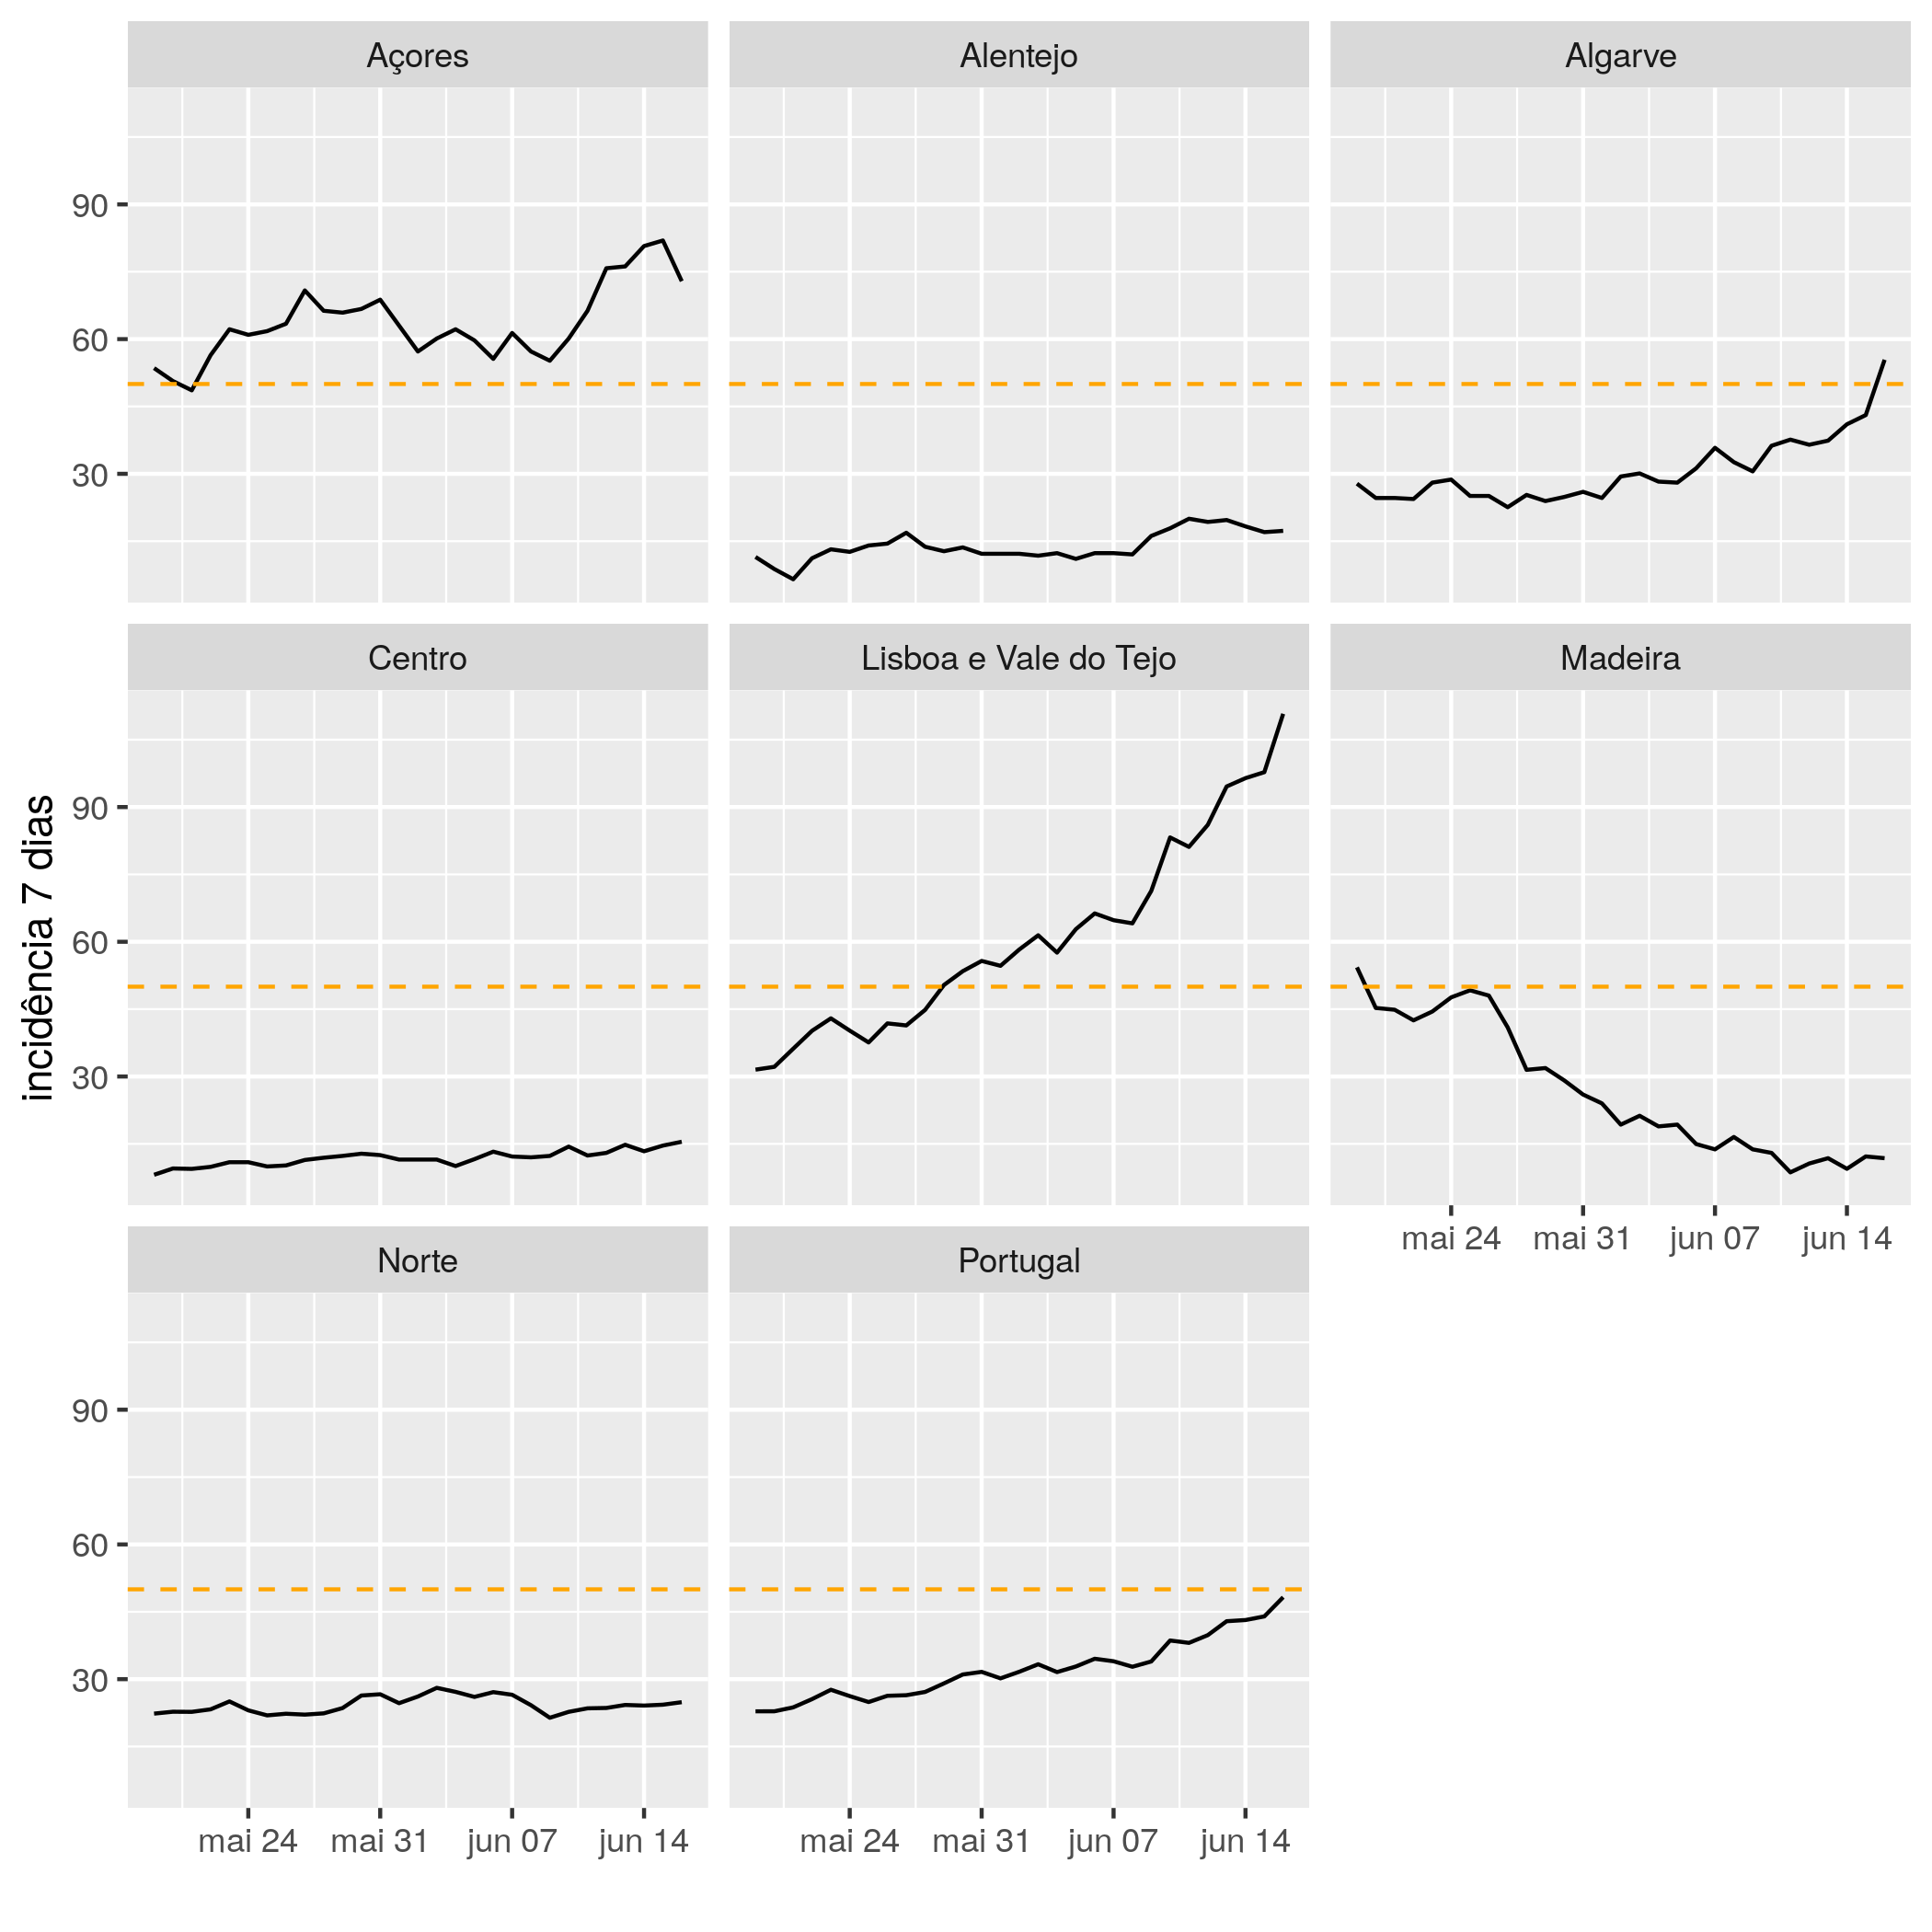 Açores
Alentejo
Algarve
90
60
30
Centro
Lisboa e Vale do Tejo
Madeira
incidência 7 dias
90
60
30
mai 24
mai 31
jun 07
jun 14
Norte
Portugal
90
60
30
mai 24
mai 31
jun 07
jun 14
mai 24
mai 31
jun 07
jun 14